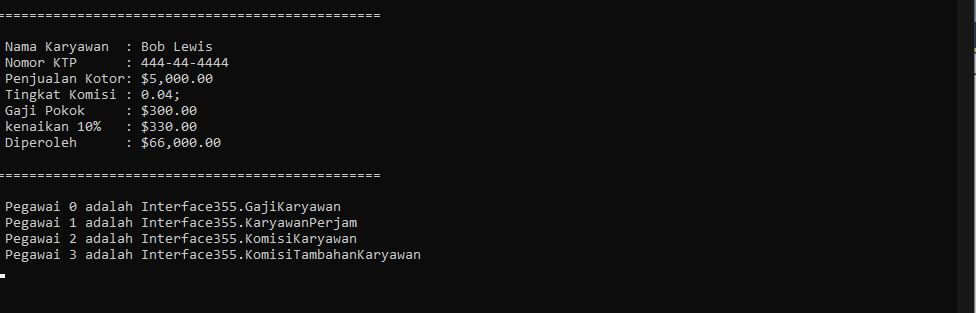 ================================================
Nama Karyawan  : Bob Lewis
Nomor KTP      : 444-44-4444
Penjualan Kotor: $5,000.00
Tingkat Komisi : 0.04;
Gaji Pokok     : $300.00
kenaikan 10%   : $330.00
Diperoleh      : $66,000.00
================================================
Pegawai 0 adalah Interface355.GajiKaryawan
Pegawai 1 adalah Interface355.KaryawanPerjam
Pegawai 2 adalah Interface355.KomisiKaryawan
Pegawai 3 adalah Interface355.KomisiTambahanKaryawan